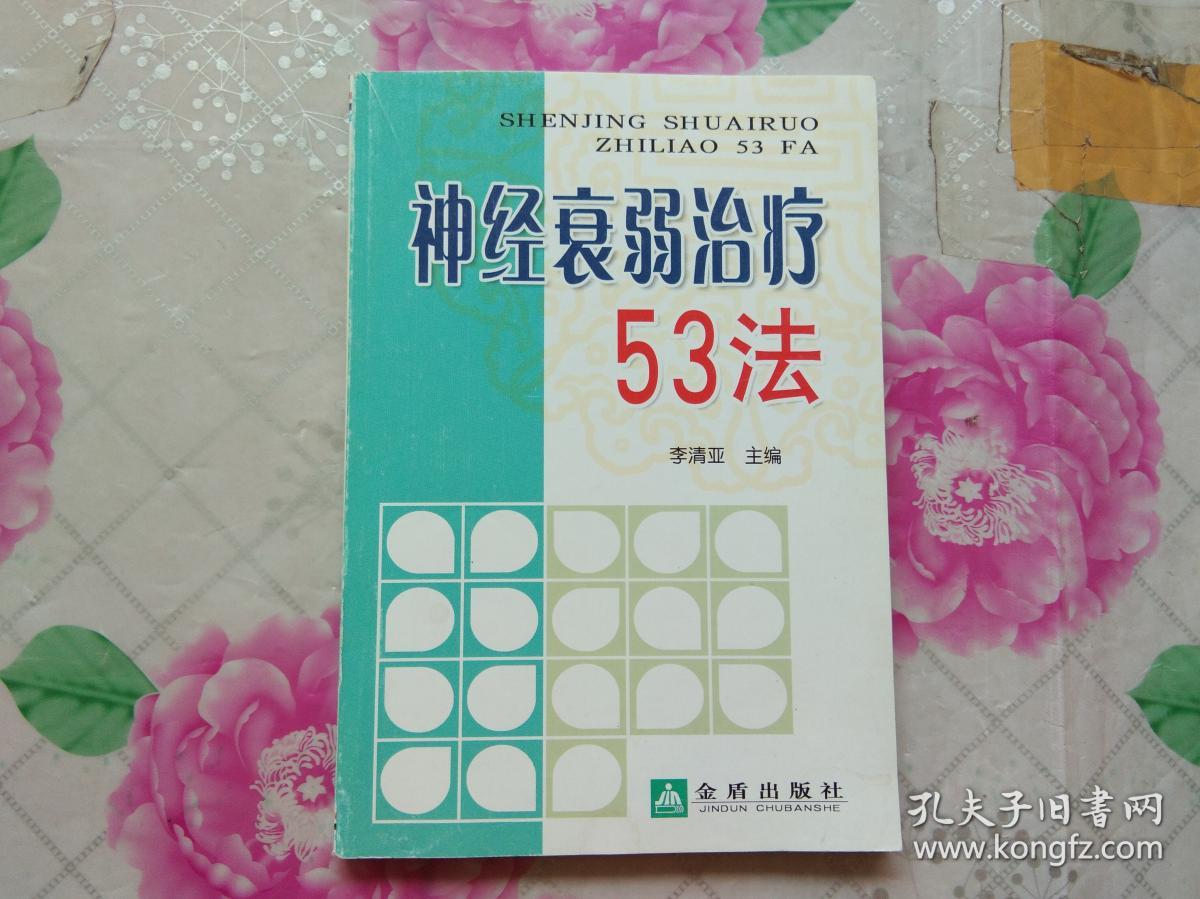 SHENJING SHUAIRUO
ZHILIAO 53 FA
神经衰弱治疗
53法
李清亚 主编
金盾出版社
JINDUN CHUBANSHE
孔夫子旧書网
www.kongfz.com